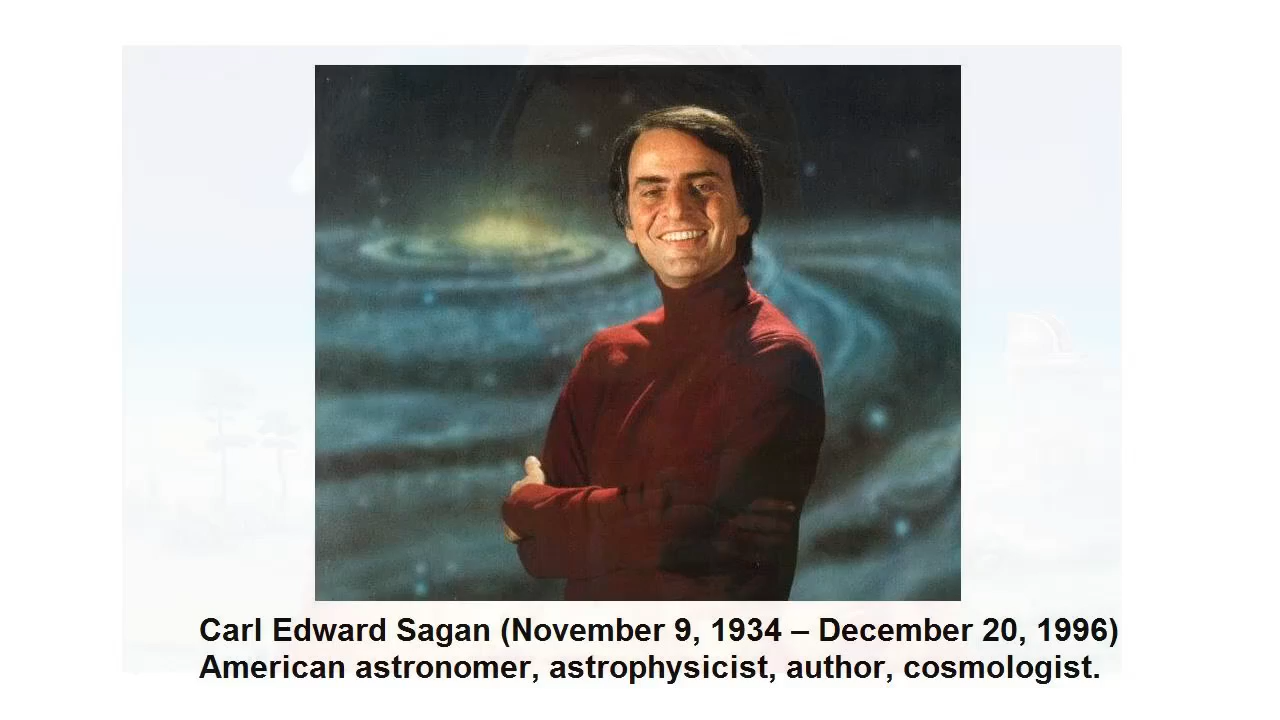 Carl Edward Sagan (November 9, 1934 – December 20, 1996)
American astronomer, astrophysicist, author, cosmologist.